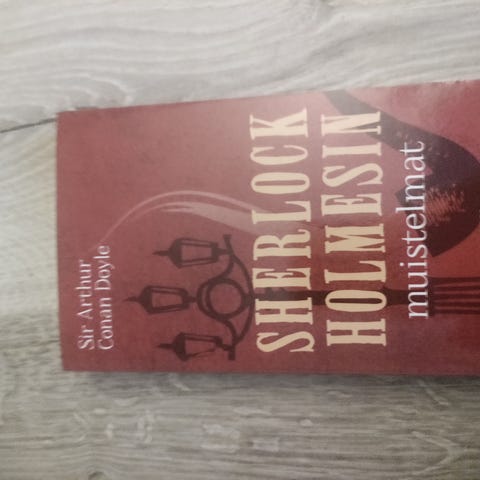 Sir Arthur
Conan Doyle
SHERLOCK
HOLMESIN
muistelmat